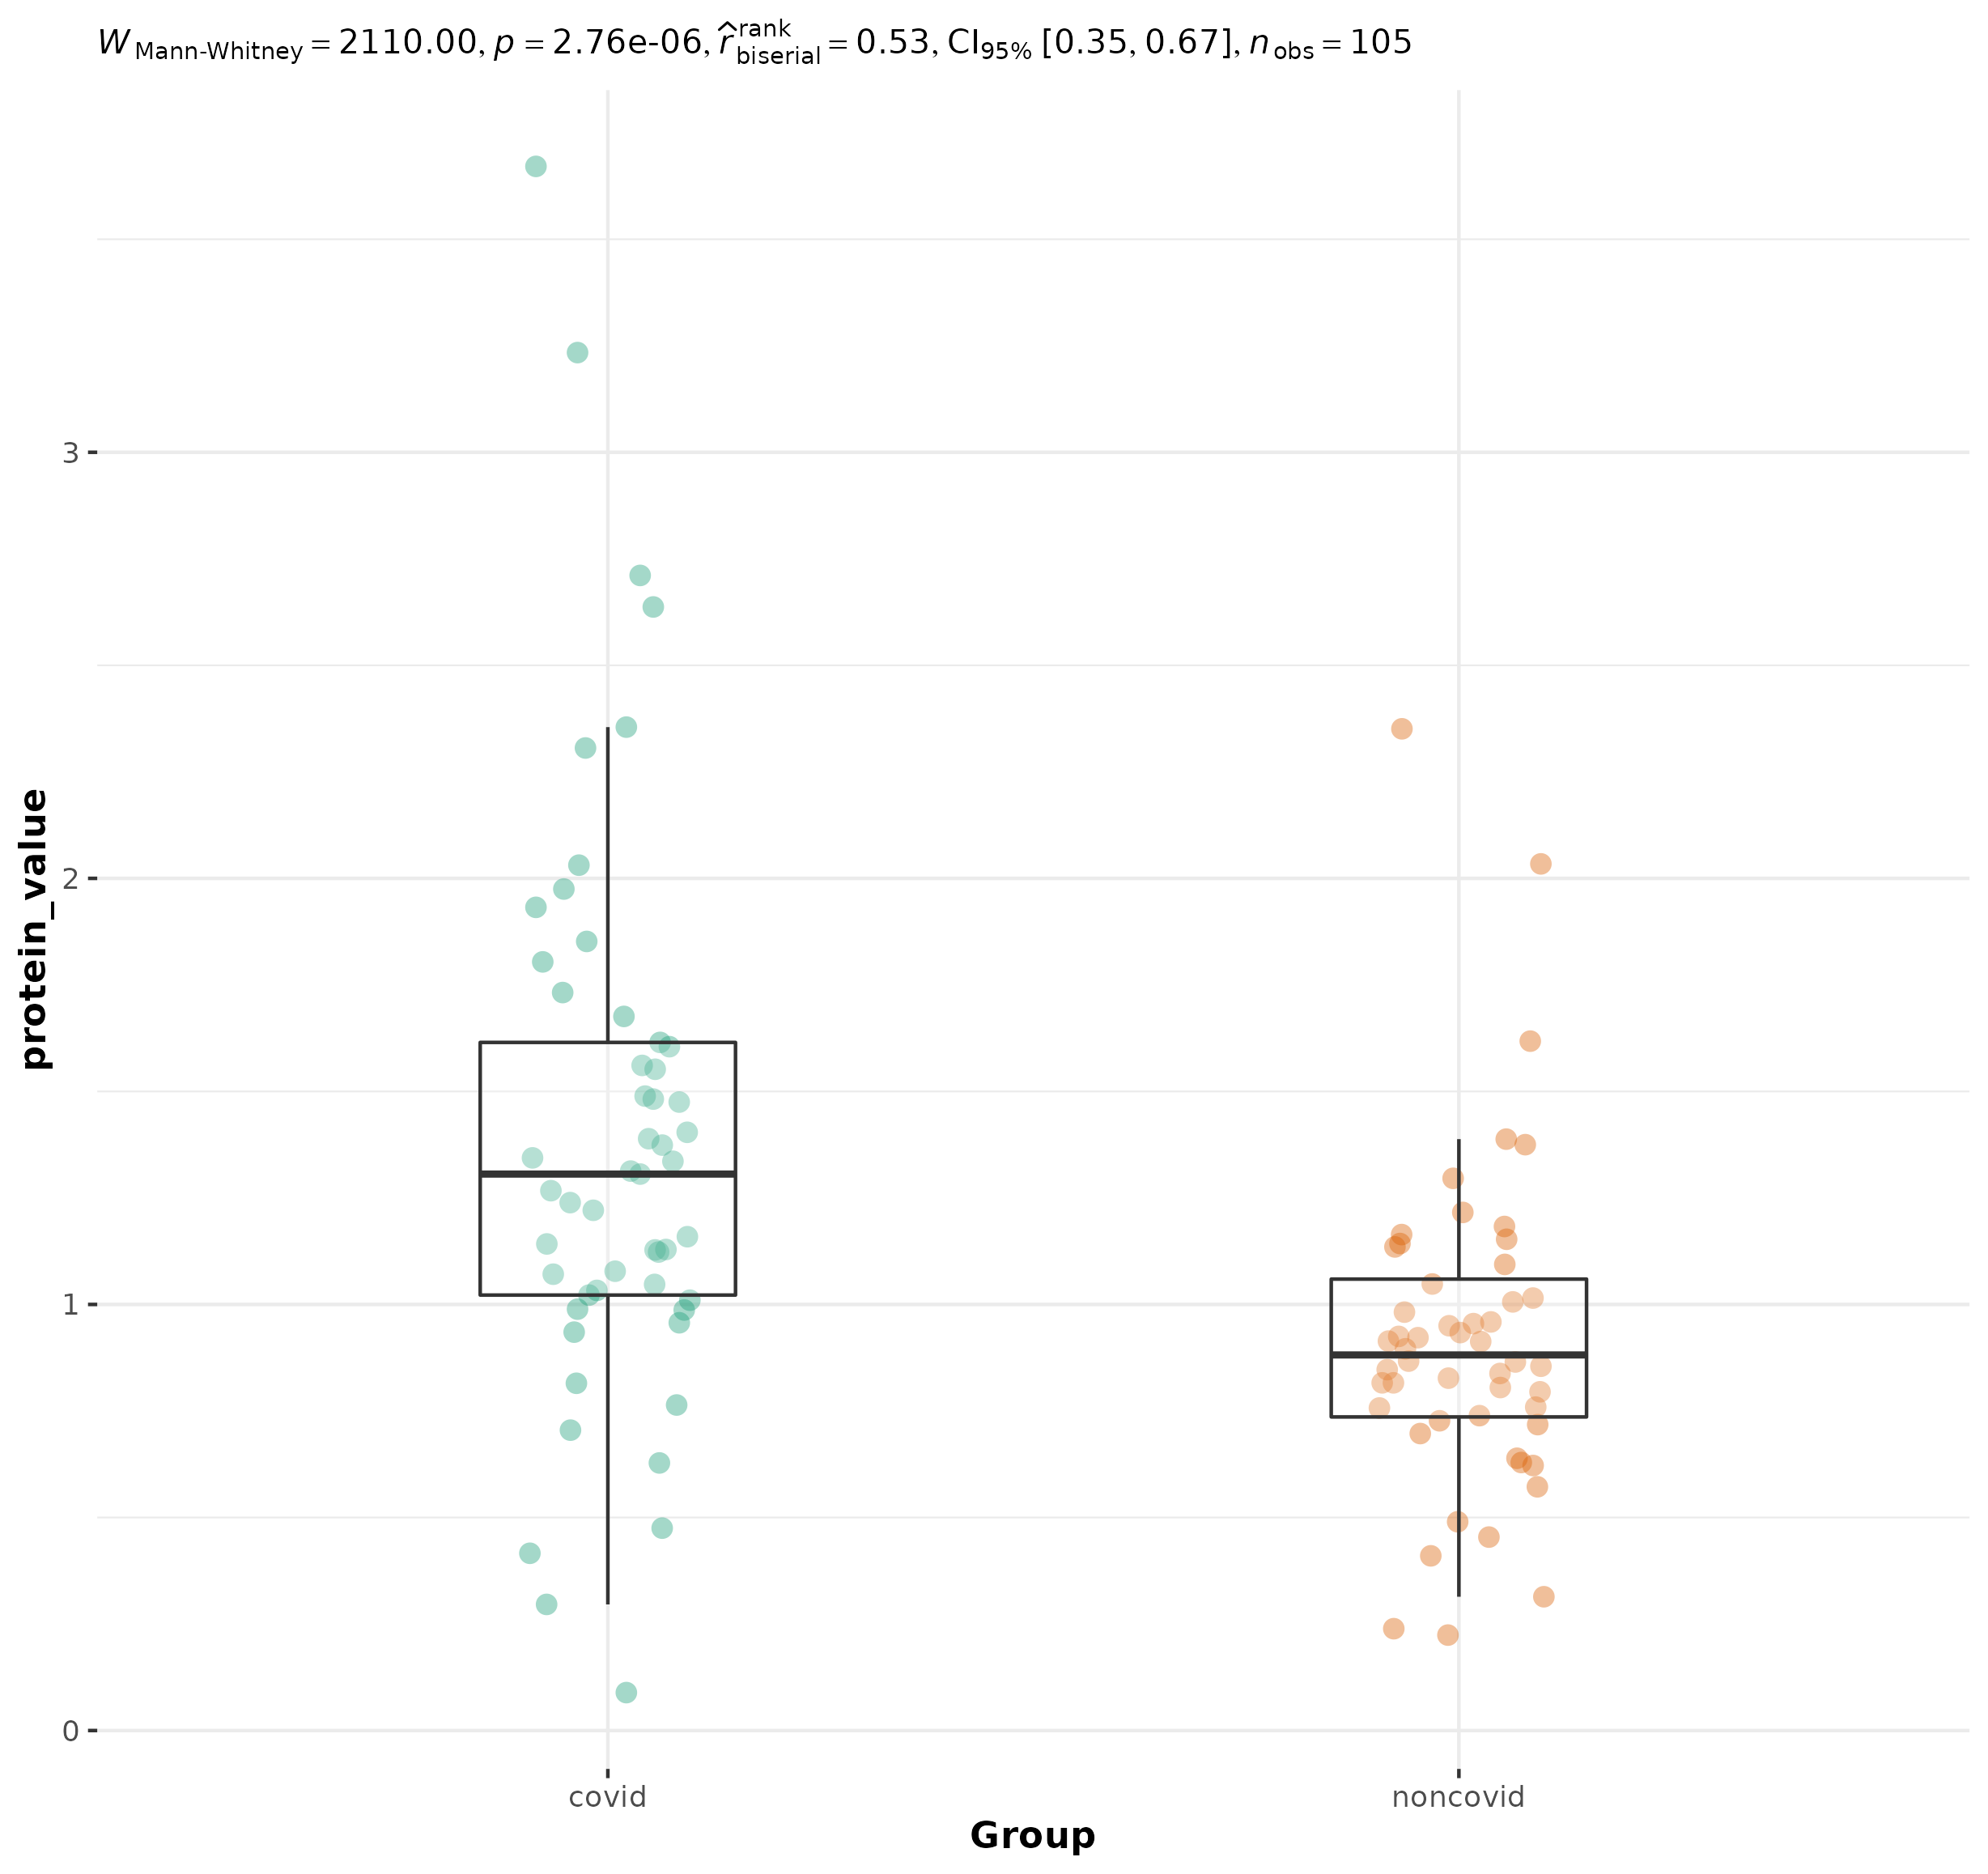 W Mann-Whitney = 2110.00, p = 2.76e-06, r̂ rank biserial = 0.53, CI95% [0.35, 0.67], nobs = 105
3
2
1
0
protein_value
covid noncovid
Group